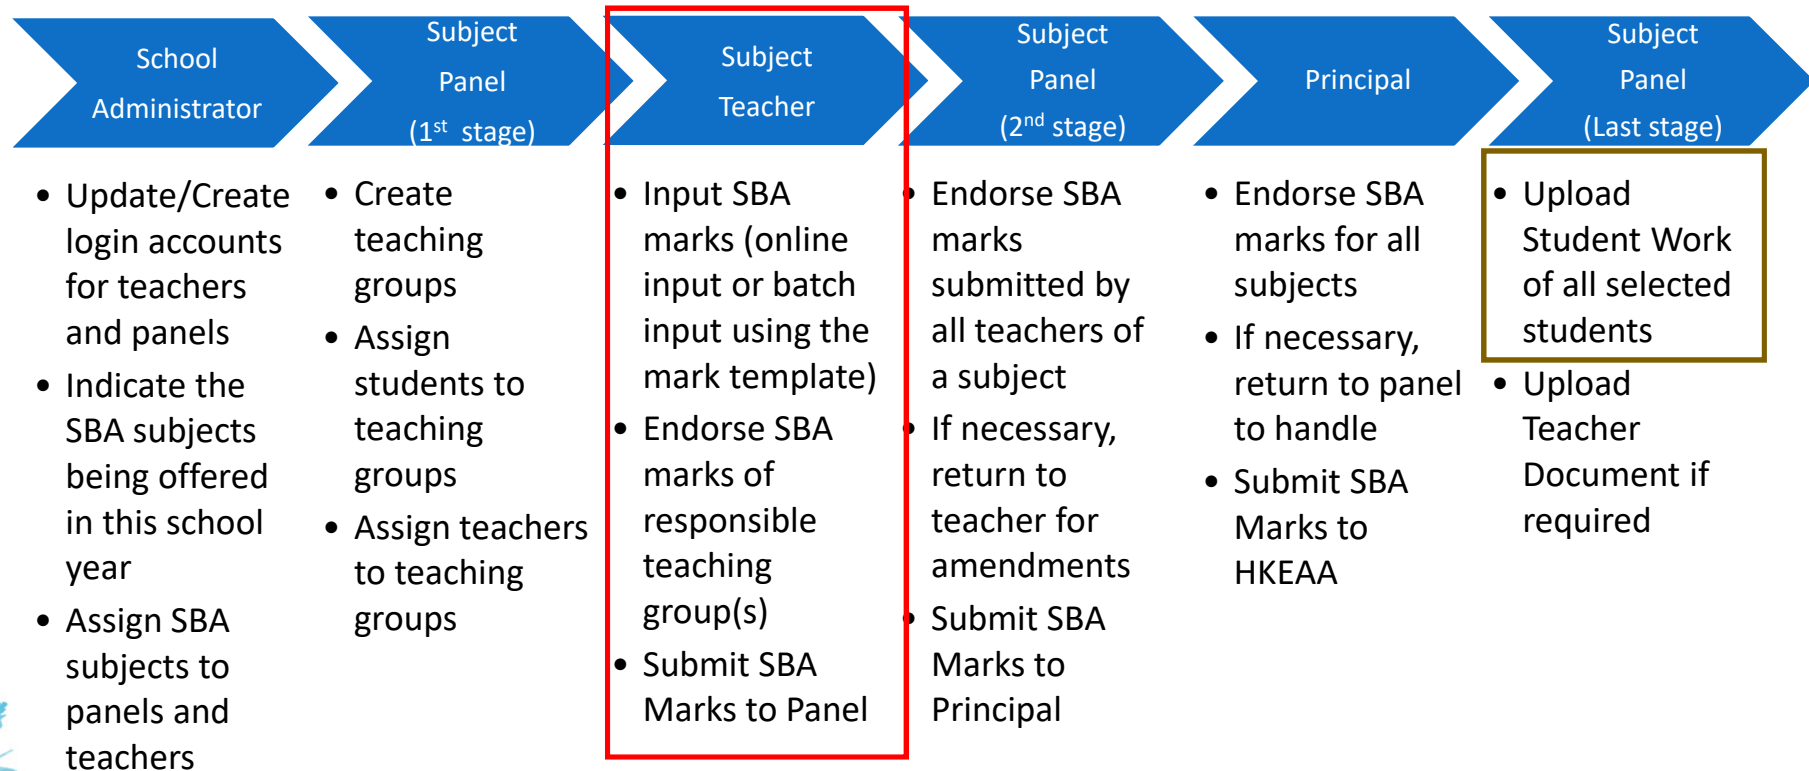 School
Administrator
Subject
Panel
(1st stage)
Subject
Teacher
Subject
Panel
(2nd stage)
Principal
Subject
Panel
(Last stage)
• Update/Create
login accounts
for teachers
and panels
• Indicate the
SBA subjects
being offered
in this school
year
• Assign SBA
subjects to
panels and
teachers
• Create
teaching
groups
• Assign
students to
teaching
groups
• Assign teachers
to teaching
groups
• Input SBA
marks (online
input or batch
input using the
mark template)
• Endorse SBA
marks of
responsible
teaching
group(s)
• Submit SBA
Marks to Panel
• Endorse SBA
marks
submitted by
all teachers of
a subject
• If necessary,
return to
teacher for
amendments
• Submit SBA
Marks to
Principal
• Endorse SBA
marks for all
subjects
• If necessary,
return to panel
to handle
• Submit SBA
Marks to
HKEAA
• Upload
Student Work
of all selected
students
• Upload
Teacher
Document if
required